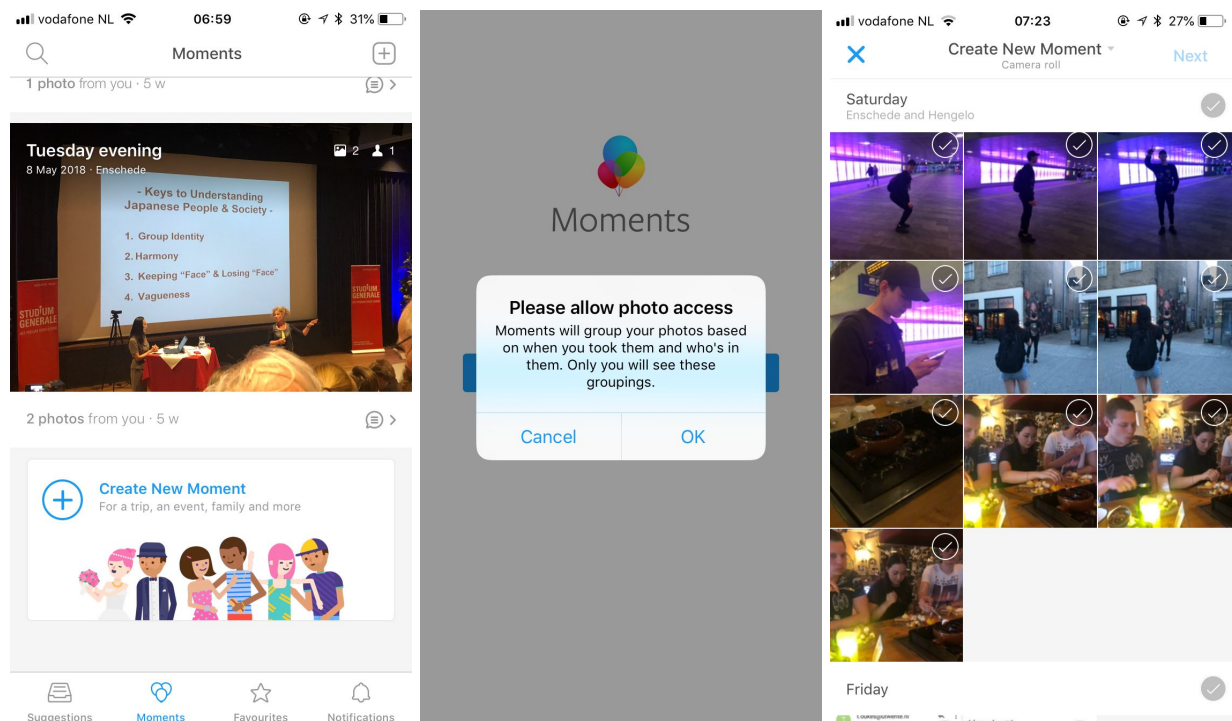 vodafone NL 06:59 31%
Moments
1 photo from you · 5 w
Tuesday evening 2 1
8 May 2018 · Enschede
- Keys to Understanding
Japanese People & Society -
1. Group Identity
2. Harmony
3. Keeping “Face” & Losing “Face”
4. Vagueness
STUDIUM
GENERALE
STUDIUM
GENERALE
2 photos from you · 5 w
Create New Moment
For a trip, an event, family and more
Suggestions Moments Favourites Notifications
Moments
Please allow photo access
Moments will group your photos based
on when you took them and who's in
them. Only you will see these
groupings.
Cancel OK
vodafone NL 07:23 27%
Create New Moment Next
Camera roll
Saturday
Enschede and Hengelo
Friday